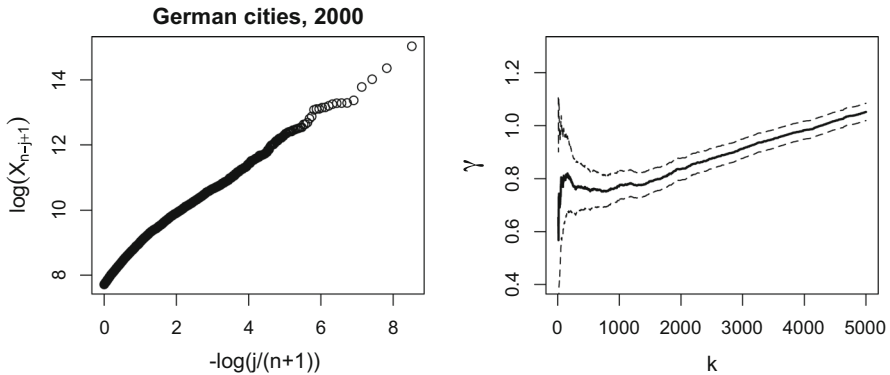 German cities, 2000
log(X_{n−j+1})
8 10 12 14
0 2 4 6 8
-log(j/(n+1))
γ
0.4 0.6 0.8 1.0 1.2
0 1000 2000 3000 4000 5000
k